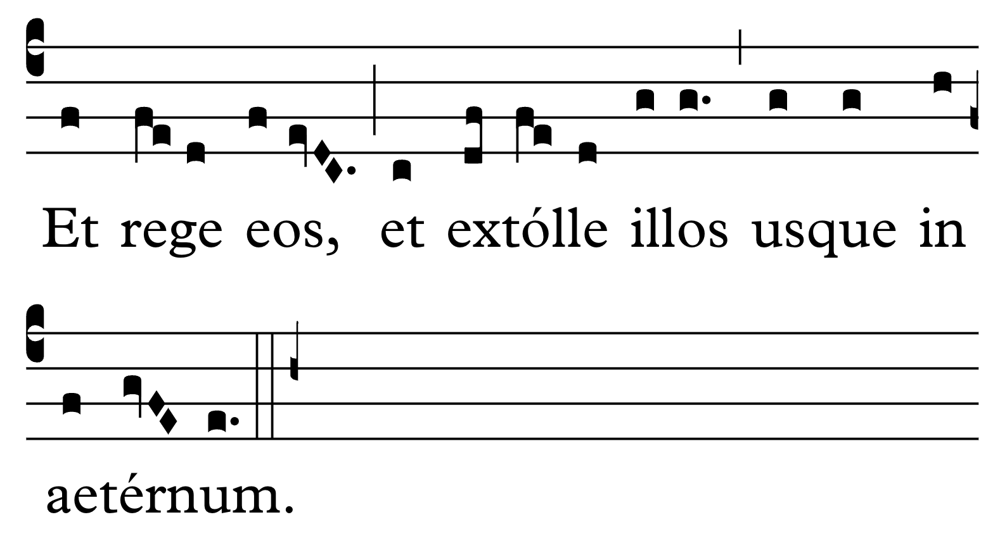 Et rege eos, et extólle illos usque in
aetérnum.